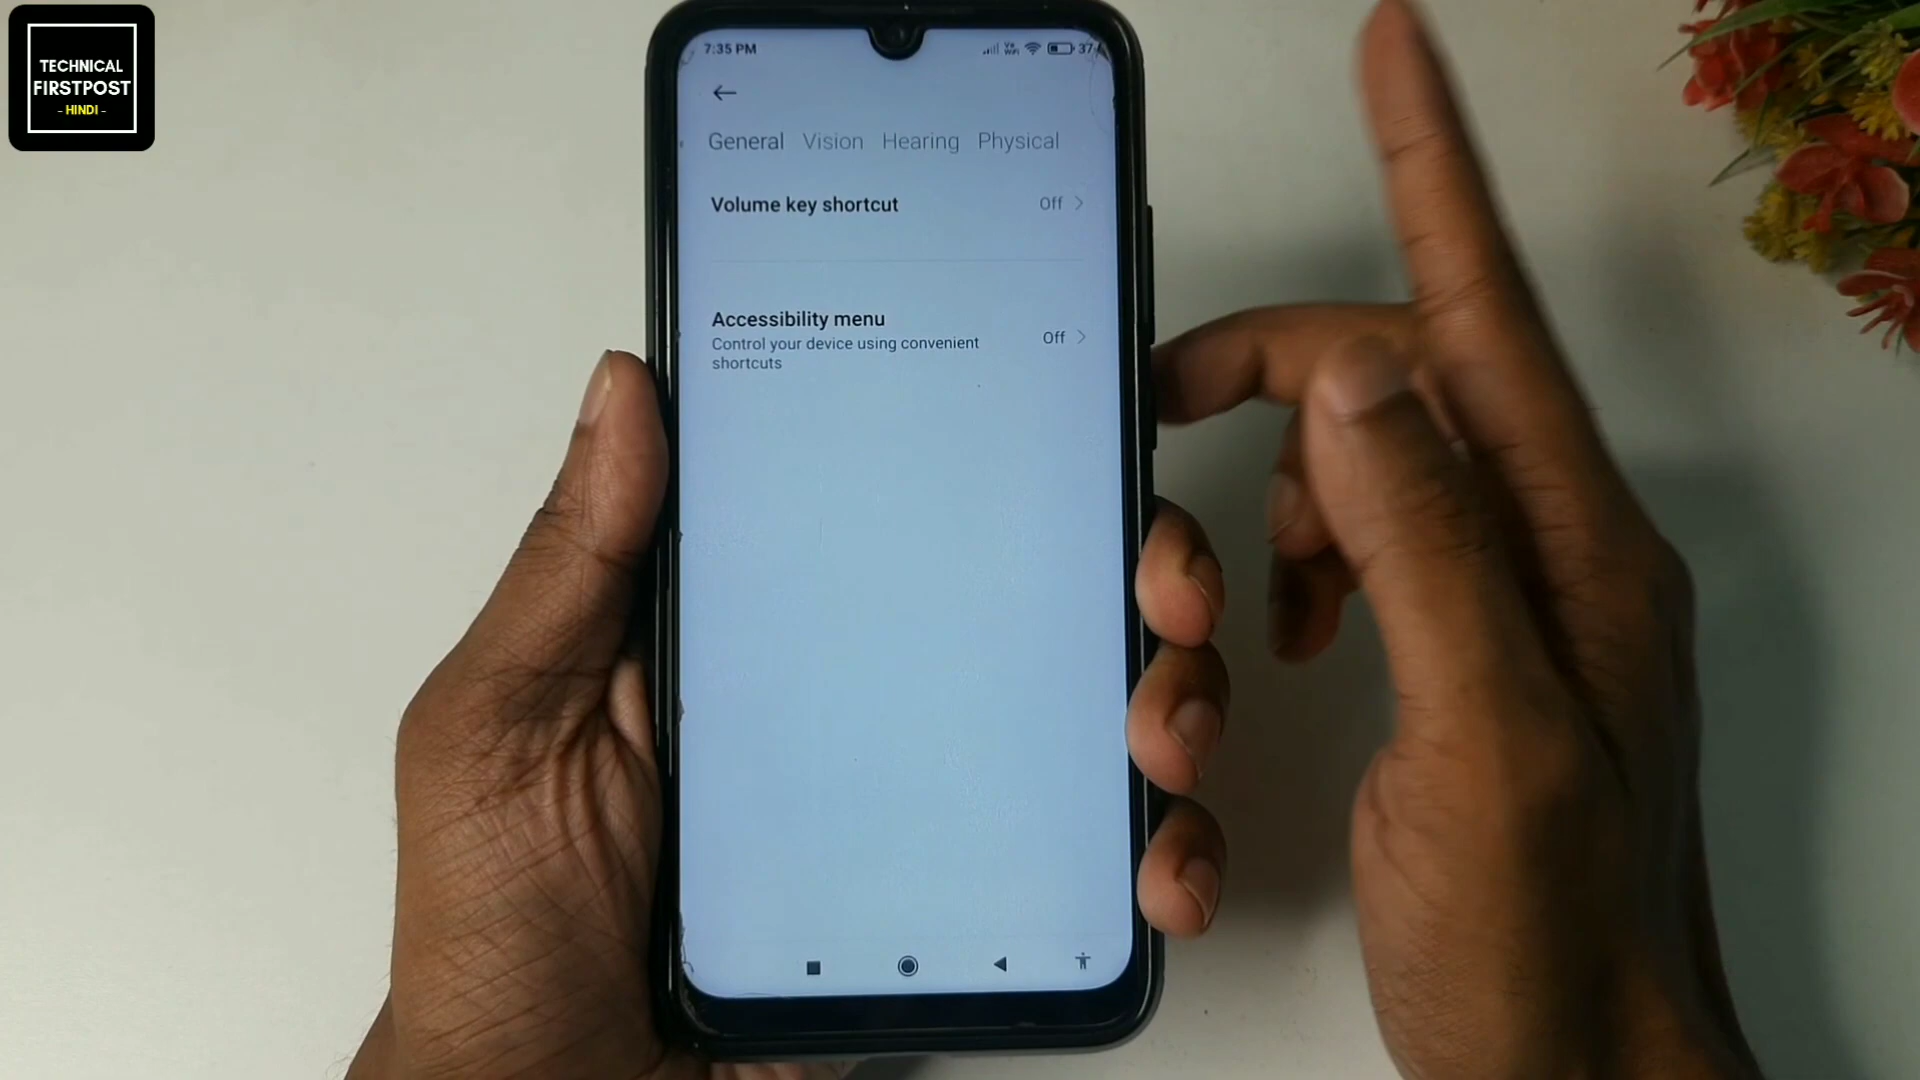 TECHNICAL
FIRSTPOST
- HINDI -
7:35 PM
37
General Vision Hearing Physical
Volume key shortcut Off
Accessibility menu
Control your device using convenient
shortcuts
Off